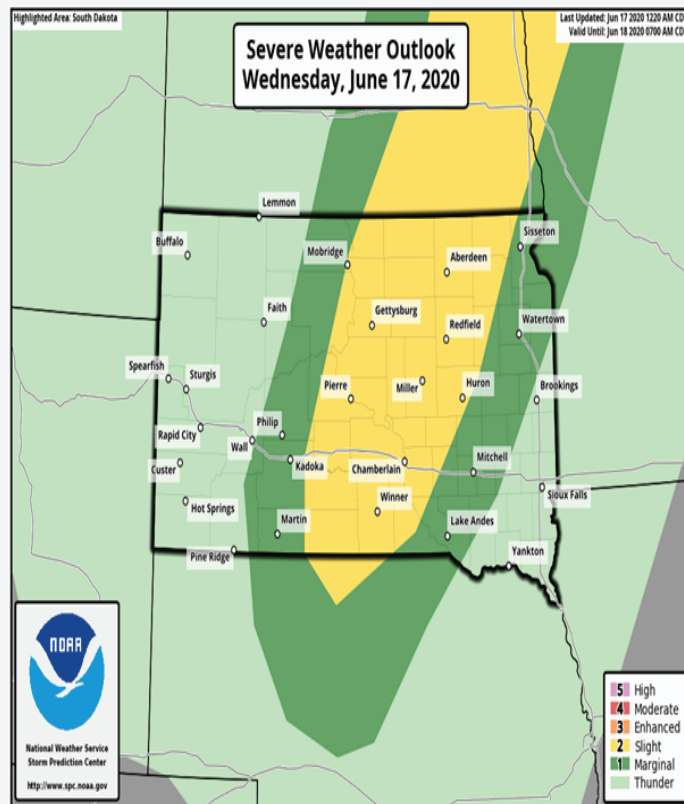 Highlighted Area: South Dakota
Last Updated: Jun 17 2020 1220 AM CD
Valid Until: Jun 18 2020 0700 AM CD
Severe Weather Outlook
Wednesday, June 17, 2020
Lemmon
Buffalo
Mobridge
Aberdeen
Sisseton
Faith
Gettysburg
Redfield
Watertown
Spearfish
Sturgis
Pierre
Miller
Huron
Brookings
Rapid City
Philip
Wall
Custer
Kadoka
Chamberlain
Mitchell
Hot Springs
Martin
Winner
Sioux Falls
Pine Ridge
Lake Andes
Yankton
NOAA
National Weather Service
Storm Prediction Center
http://www.spc.noaa.gov
5 High
4 Moderate
3 Enhanced
2 Slight
1 Marginal
Thunder